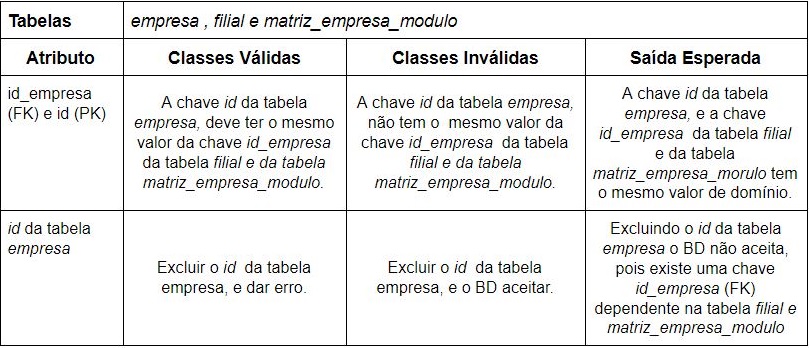 Tabelas
empresa , filial e matriz_empresa_modulo
Atributo
Classes Válidas
Classes Inválidas
Saída Esperada
id_empresa
(FK) e id (PK)
A chave id da tabela
empresa, deve ter o mesmo
valor da chave id_empresa
da tabela filial e da tabela
matriz_empresa_modulo.
A chave id da tabela empresa,
não tem o mesmo valor da
chave id_empresa da tabela
filial e da tabela
matriz_empresa_modulo.
A chave id da tabela
empresa, e a chave
id_empresa da tabela filial
e da tabela
matriz_empresa_morulo tem
o mesmo valor de domínio.
id da tabela
empresa
Excluir o id da tabela
empresa, e dar erro.
Excluir o id da tabela
empresa, e o BD aceitar.
Excluindo o id da tabela
empresa o BD não aceita,
pois existe uma chave
id_empresa (FK)
dependente na tabela filial e
matriz_empresa_modulo